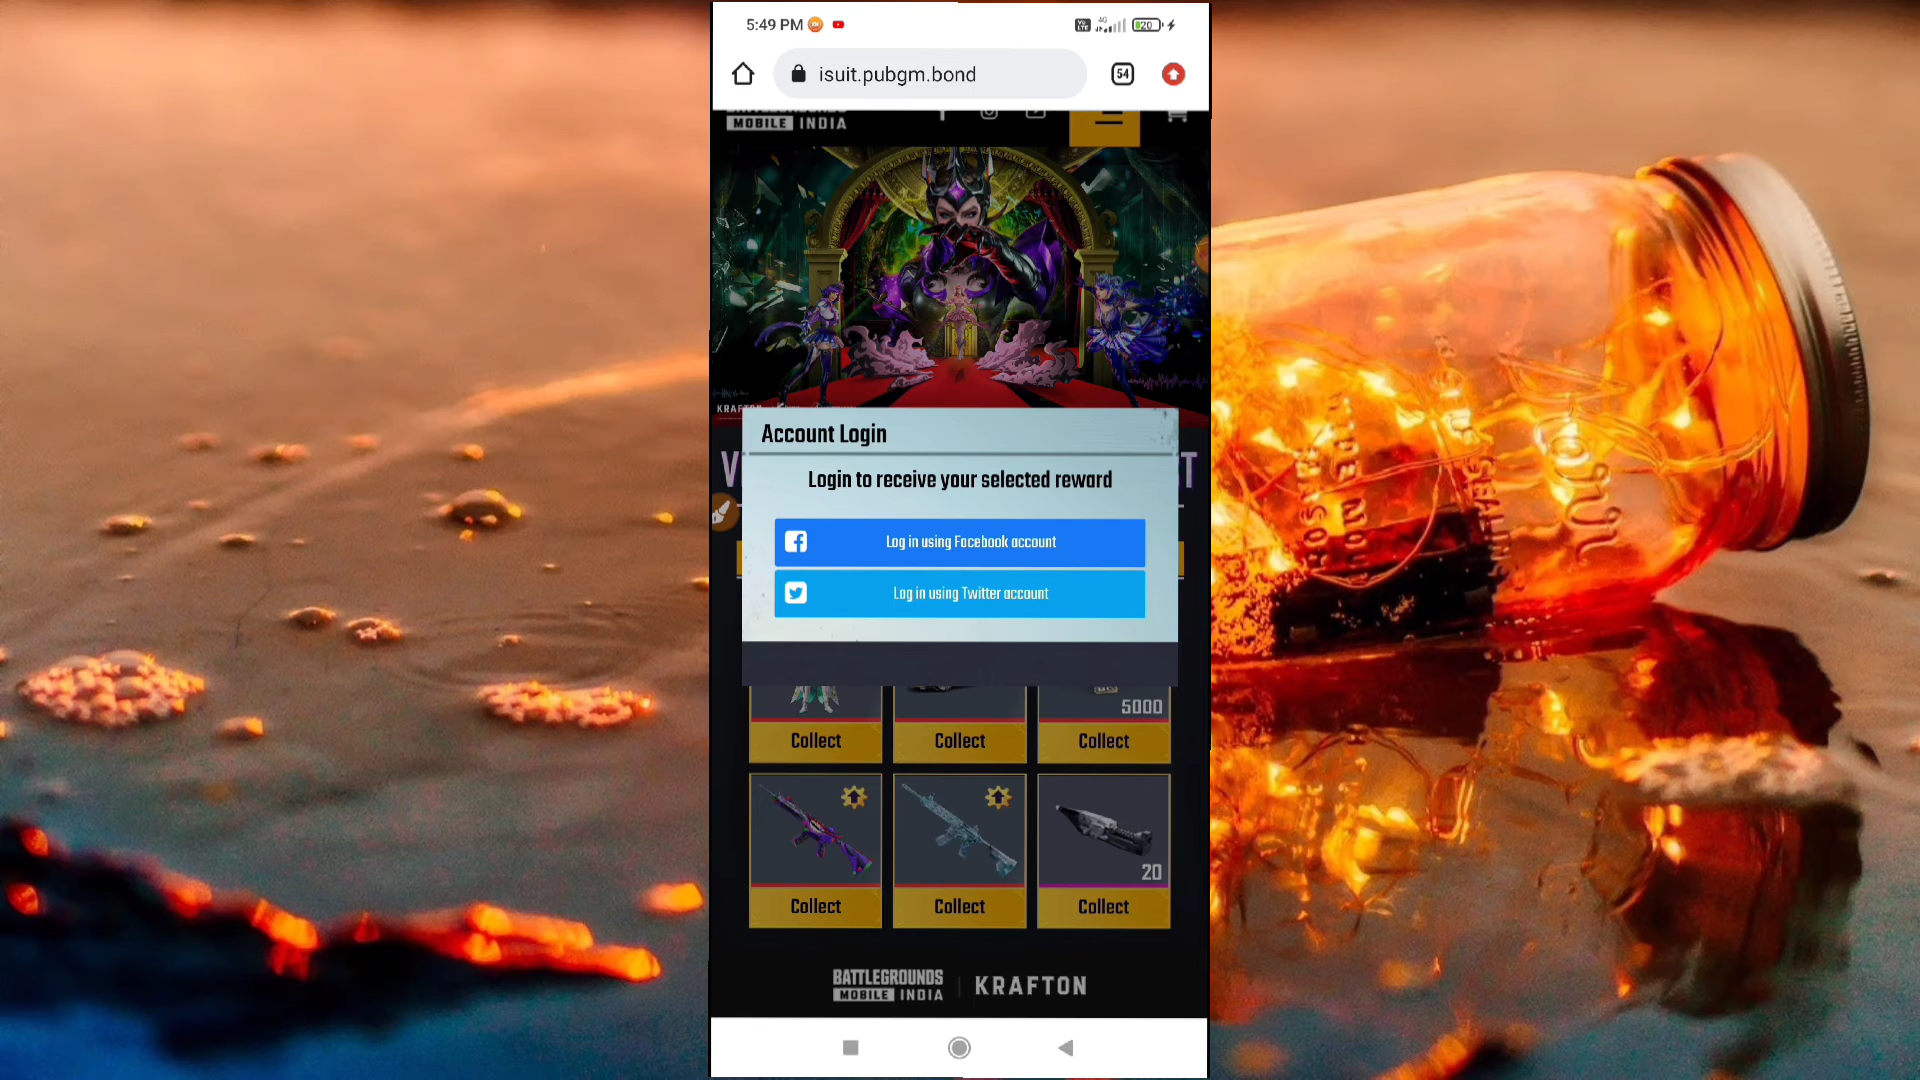 5:49 PM
4G
20
isuit.pubgm.bond
54
MOBILE INDIA
Account Login
Login to receive your selected reward
Log in using Facebook account
Log in using Twitter account
5000
Collect
Collect
Collect
20
Collect
Collect
Collect
BATTLEGROUNDS
MOBILE INDIA
KRAFTON